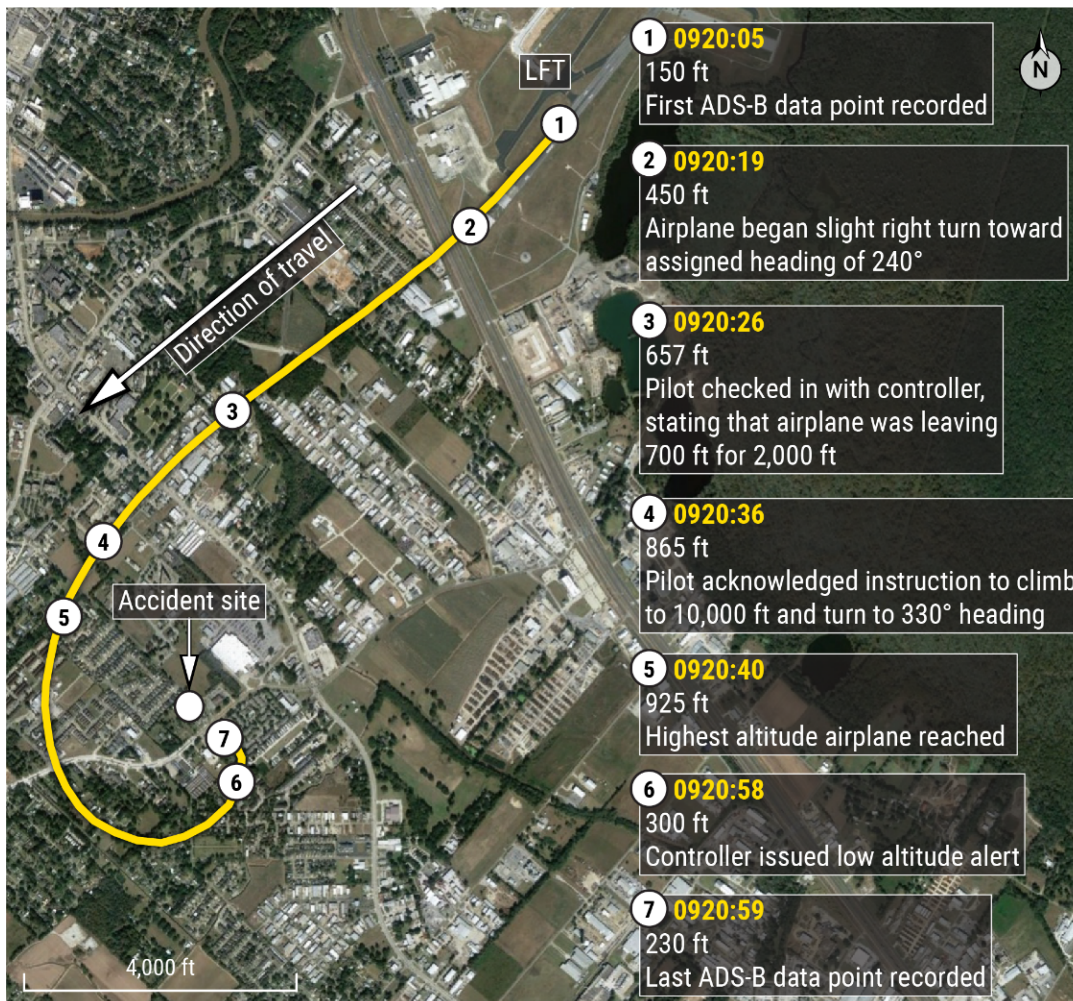 LFT
N
Direction of travel
Accident site
4,000 ft
1
2
3
4
5
6
7
1 0920:05
150 ft
First ADS-B data point recorded
2 0920:19
450 ft
Airplane began slight right turn toward
assigned heading of 240°
3 0920:26
657 ft
Pilot checked in with controller,
stating that airplane was leaving
700 ft for 2,000 ft
4 0920:36
865 ft
Pilot acknowledged instruction to climb
to 10,000 ft and turn to 330° heading
5 0920:40
925 ft
Highest altitude airplane reached
6 0920:58
300 ft
Controller issued low altitude alert
7 0920:59
230 ft
Last ADS-B data point recorded